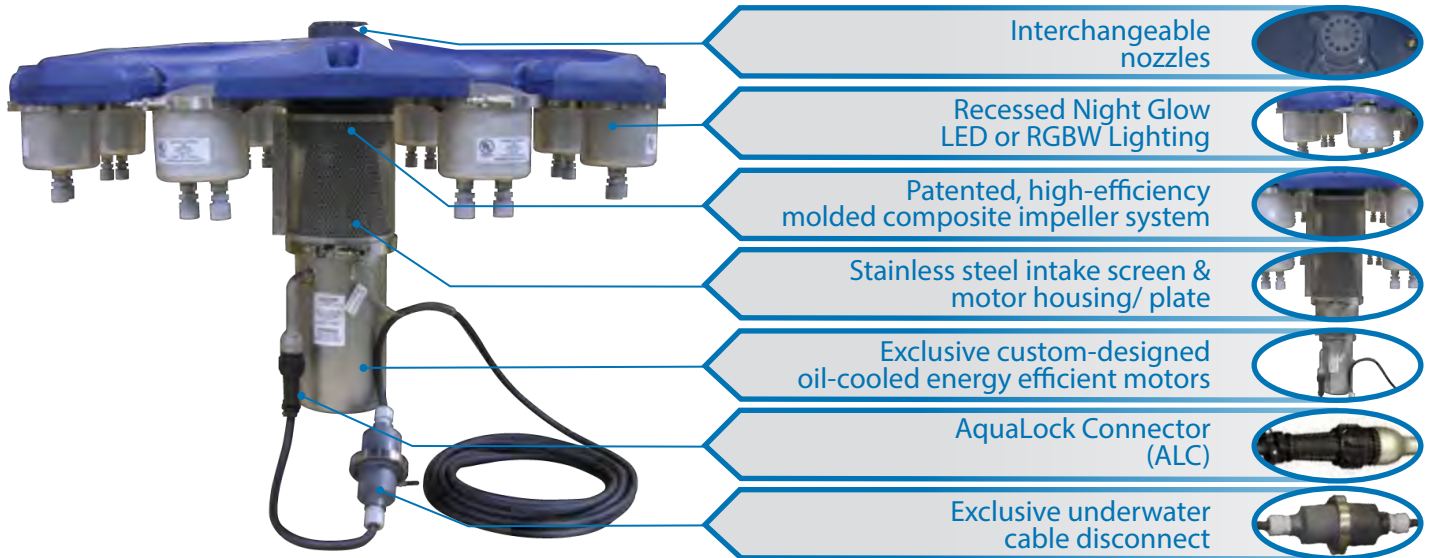 Interchangeable
nozzles
Recessed Night Glow
LED or RGBW Lighting
Patented, high-efficiency
molded composite impeller system
Stainless steel intake screen &
motor housing/ plate
Exclusive custom-designed
oil-cooled energy efficient motors
AquaLock Connector
(ALC)
Exclusive underwater
cable disconnect